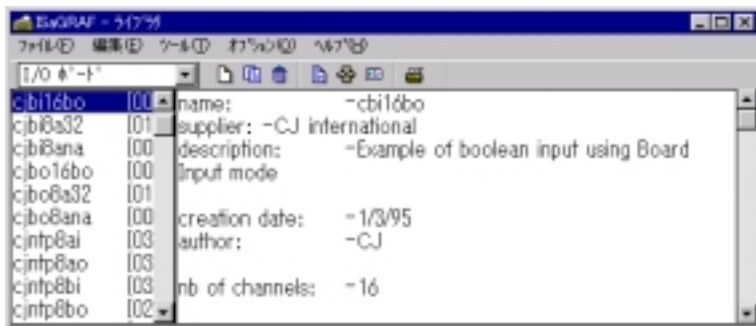 ISaGRAF - ライブラリ
ファイル(F) 編集(E) ツール(T) オプション(O) ヘルプ(H)
I/O ボード
cjbi16bo [00
cjbi8a32 [01
cjbi8ana [00
cjbo16bo [00
cjbo8a32 [01
cjbo8ana [00
cjntp8ai [03
cjntp8ao [03
cjntp8bi [03
cjntp8bo [02
name: -cbi16bo
supplier: -CJ international
description: -Example of boolean input using Board
Input mode
creation date: -1/3/95
author: -CJ
nb of channels: -16